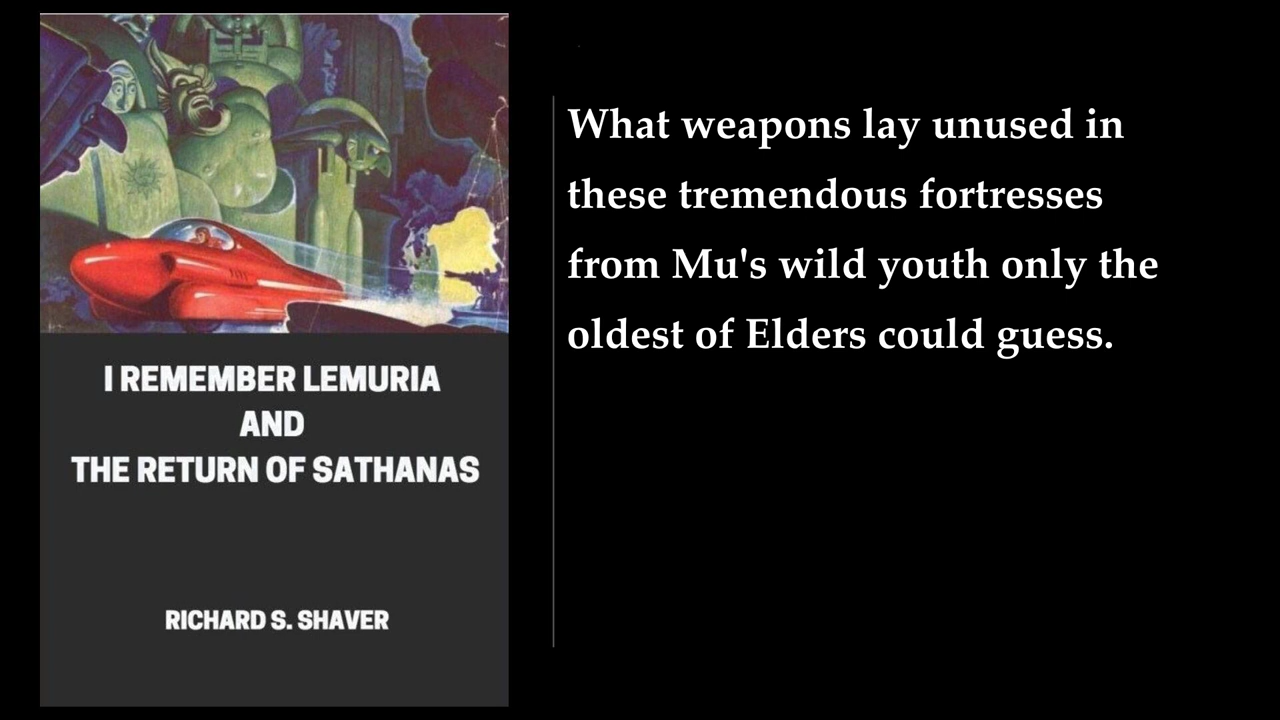 I REMEMBER LEMURIA
AND
THE RETURN OF SATHANAS
RICHARD S. SHAVER
What weapons lay unused in
these tremendous fortresses
from Mu's wild youth only the
oldest of Elders could guess.